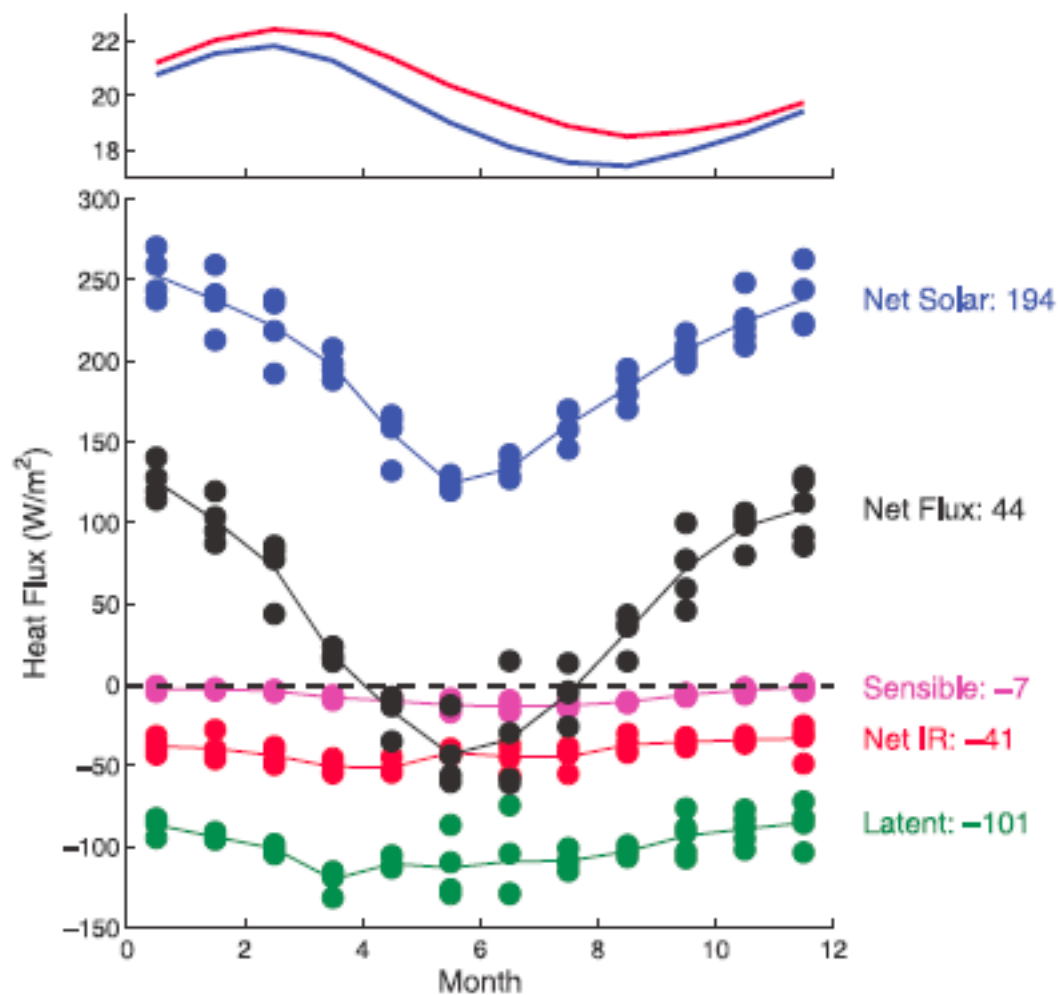 22
20
18
300
250
200
150
100
50
0
−50
−100
−150
0
2
4
6
8
10
12
Heat Flux (W/m²)
Month
Net Solar: 194
Net Flux: 44
Sensible: −7
Net IR: −41
Latent: −101